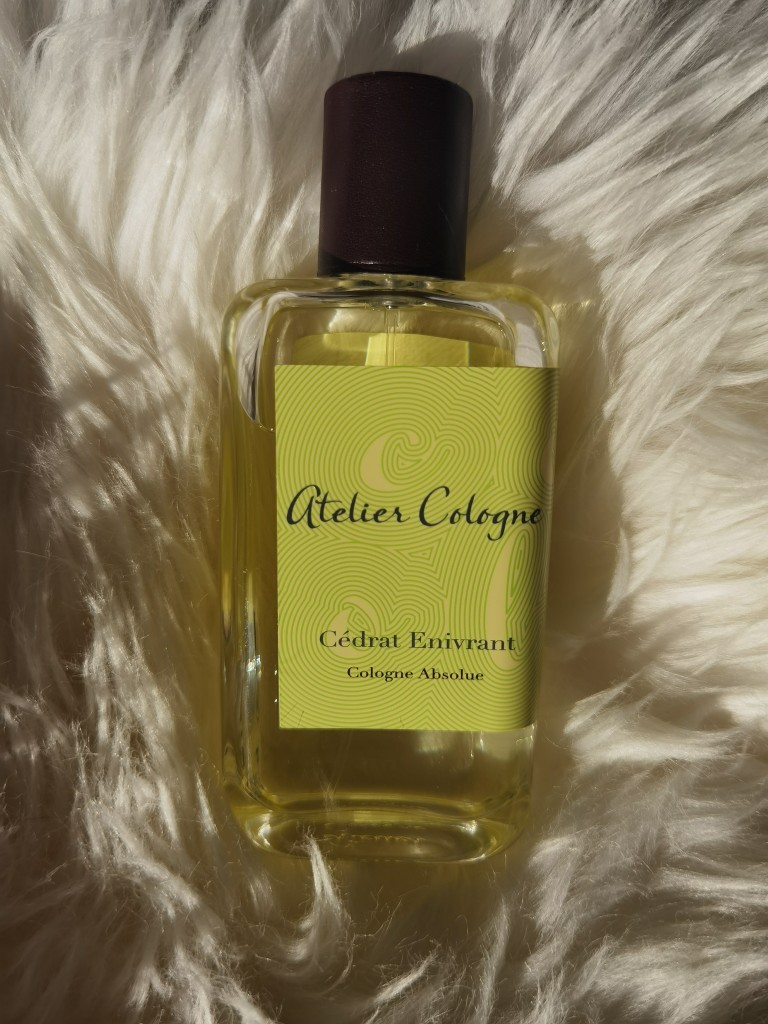 Atelier Cologne
Cédrat Enivrant
Cologne Absolue